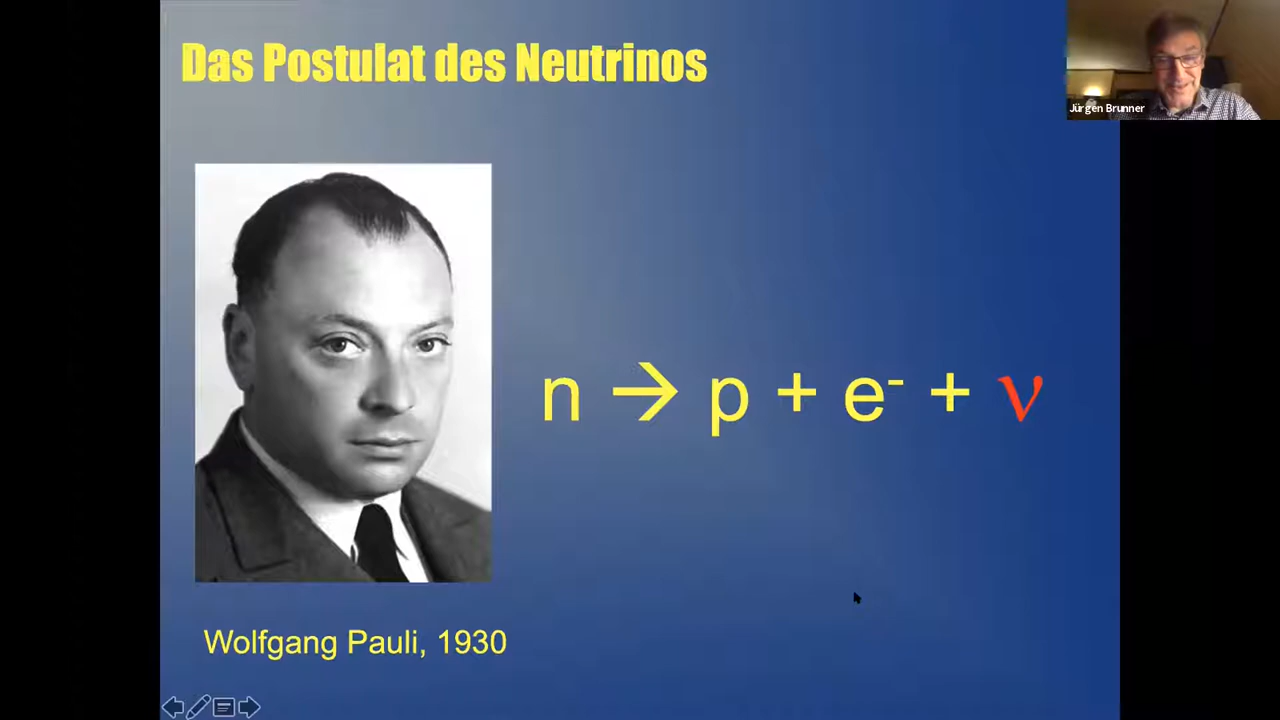 Das Postulat des Neutrinos
Jürgen Brunner
n → p + e⁻ + ν
Wolfgang Pauli, 1930